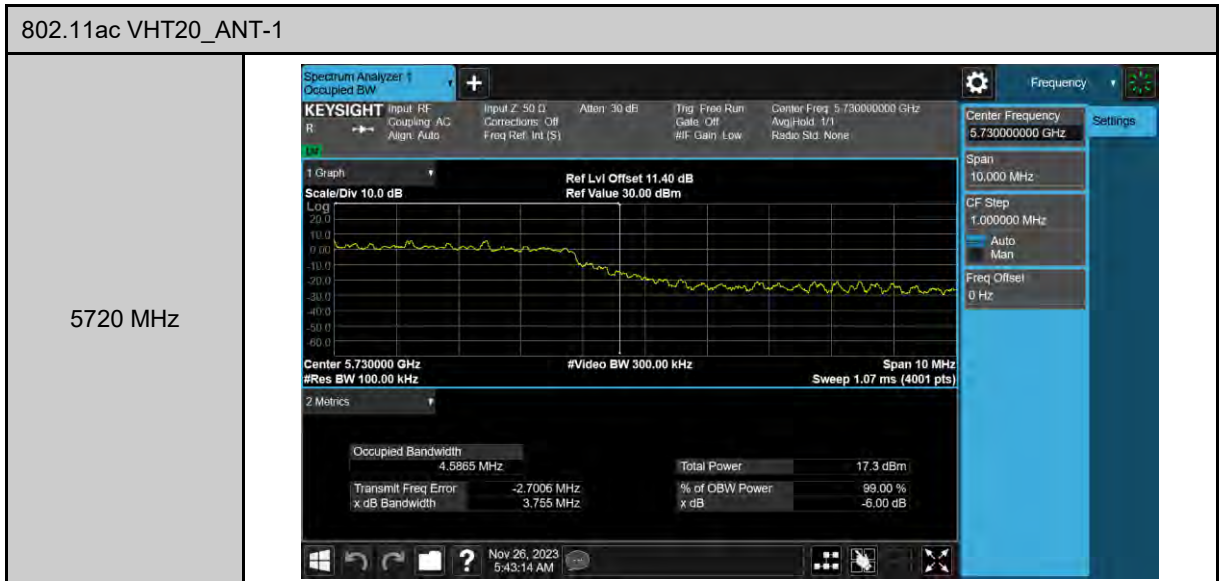 802.11ac VHT20_ANT-1
5720 MHz
Spectrum Analyzer 1
Occupied BW
Frequency
KEYSIGHT Input: RF Input Z: 50 Ω Atten: 30 dB Trig: Free Run Center Freq: 5.730000000 GHz
R Coupling: AC Corrections: Off Gate: Off Avg|Hold: 1/1
Align: Auto Freq Ref: Int (S) #IF Gain: Low Radio Std: None
1 Graph
Ref Lvl Offset 11.40 dB
Scale/Div 10.0 dB Ref Value 30.00 dBm
Log
20.0
10.0
0.00
-10.0
-20.0
-30.0
-40.0
-50.0
-60.0
Center 5.730000 GHz #Video BW 300.00 kHz Span 10 MHz
#Res BW 100.00 kHz Sweep 1.07 ms (4001 pts)
2 Metrics
Occupied Bandwidth
4.5865 MHz Total Power 17.3 dBm
Transmit Freq Error -2.7006 MHz % of OBW Power 99.00 %
x dB Bandwidth 3.755 MHz x dB -6.00 dB
? Nov 26, 2023
5:43:14 AM
Center Frequency
5.730000000 GHz
Settings
Span
10.000 MHz
CF Step
1.000000 MHz
Auto
Man
Freq Offset
0 Hz